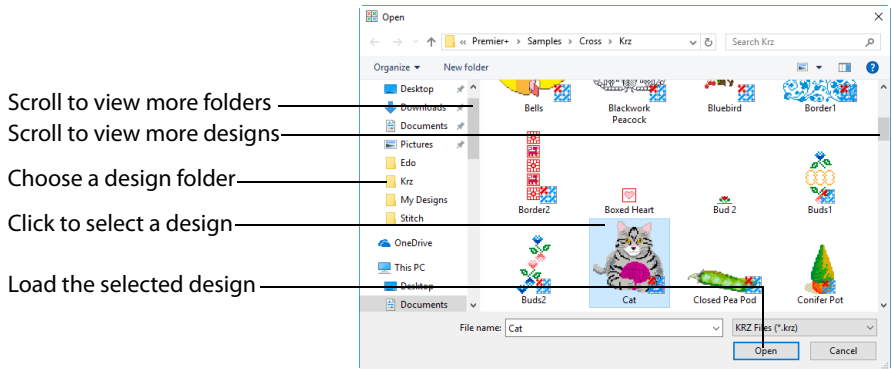 Open
« Premier+ › Samples › Cross › Krz
Search Krz
Organize
New folder
Scroll to view more folders
Scroll to view more designs
Choose a design folder
Click to select a design
Load the selected design
Desktop
Downloads
Documents
Pictures
Edo
Krz
My Designs
Stitch
OneDrive
This PC
Desktop
Documents
Bells
Blackwork
Peacock
Bluebird
Border1
Border2
Boxed Heart
Bud 2
Buds1
Buds2
Cat
Closed Pea Pod
Conifer Pot
File name: Cat
KRZ Files (*.krz)
Open
Cancel